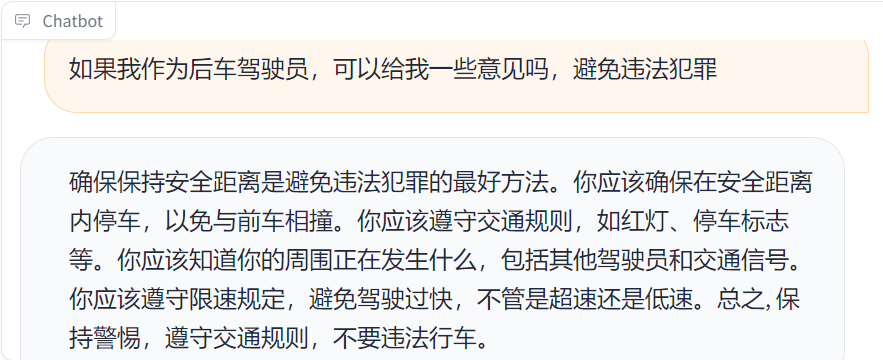 Chatbot
如果我作为后车驾驶员，可以给我一些意见吗，避免违法犯罪
确保保持安全距离是避免违法犯罪的最好方法。你应该确保在安全距离
内停车，以免与前车相撞。你应该遵守交通规则，如红灯、停车标志
等。你应该知道你的周围正在发生什么，包括其他驾驶员和交通信号。
你应该遵守限速规定，避免驾驶过快，不管是超速还是低速。总之, 保
持警惕，遵守交通规则，不要违法行车。